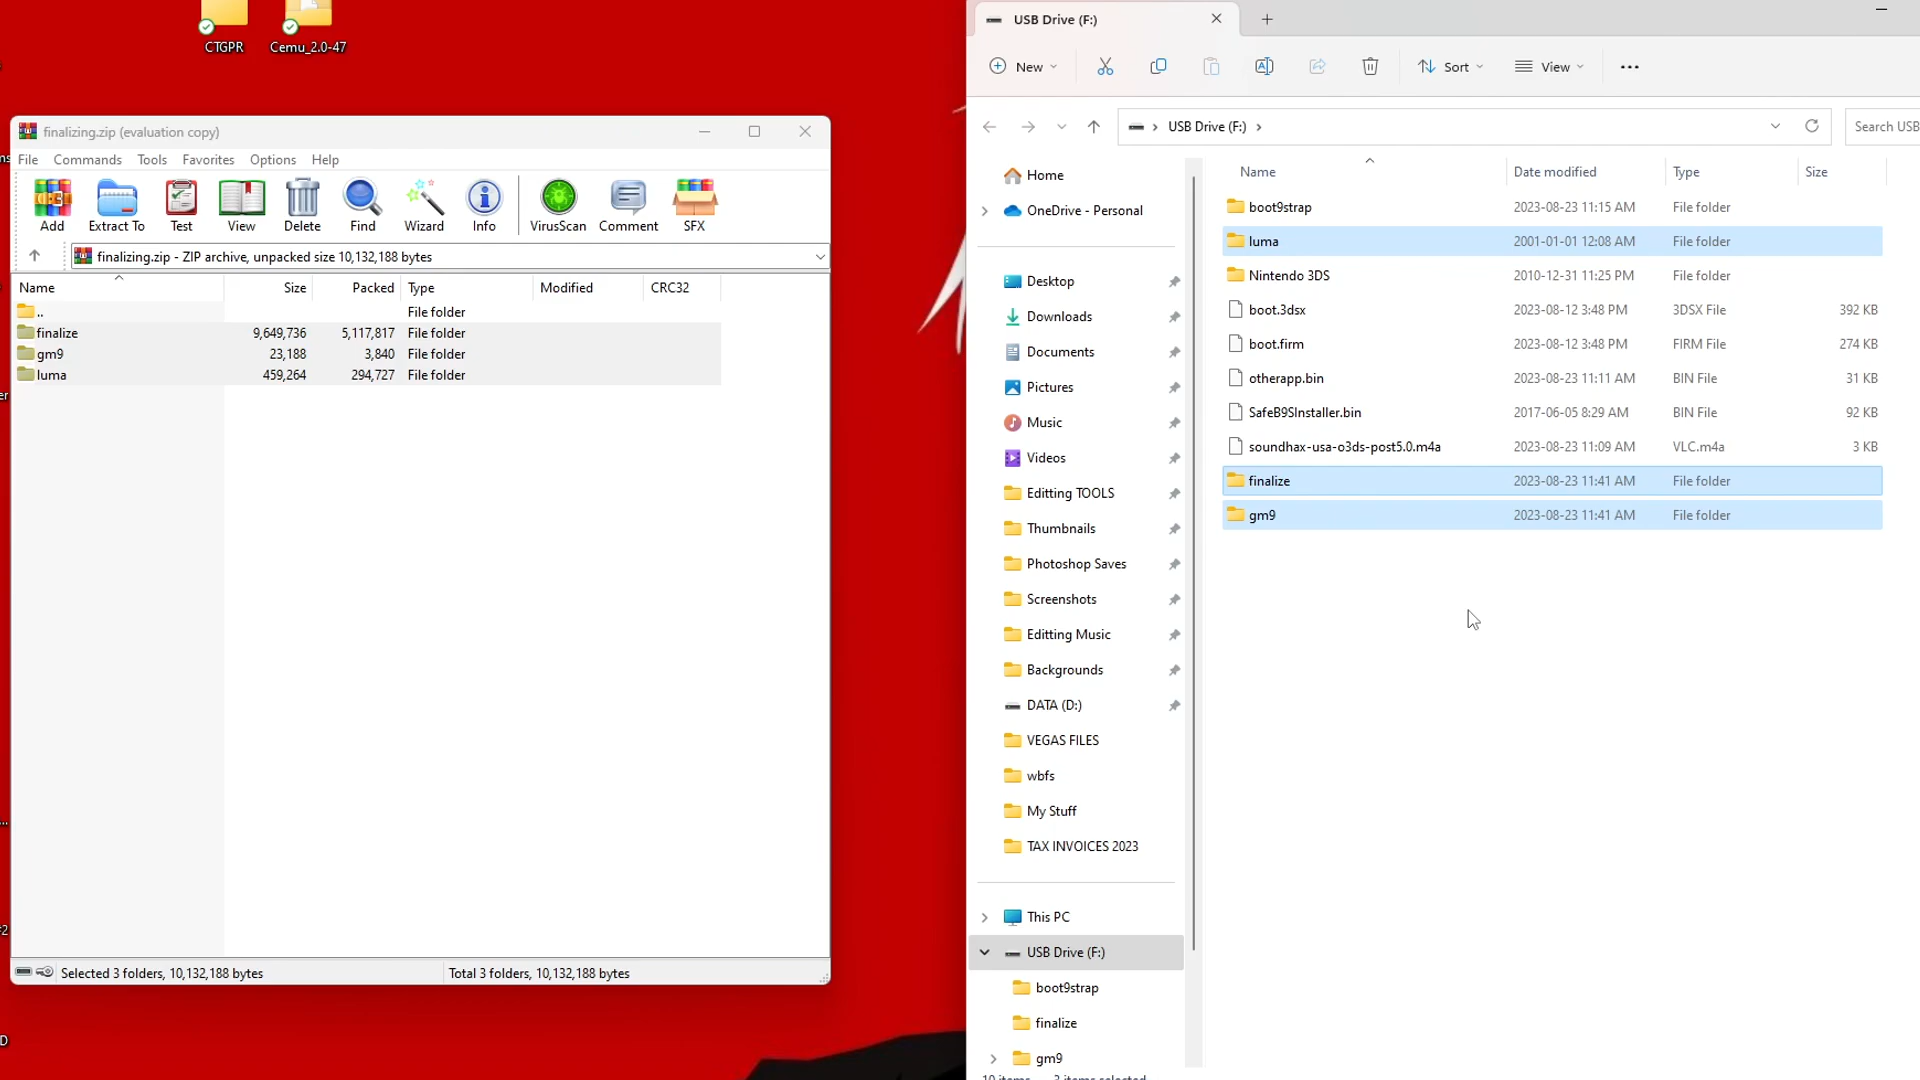 CTGPR
Cemu_2.0-47
finalizing.zip (evaluation copy)
File Commands Tools Favorites Options Help
Add Extract To Test View Delete Find Wizard Info VirusScan Comment SFX
finalizing.zip - ZIP archive, unpacked size 10,132,188 bytes
Name Size Packed Type Modified CRC32
.. File folder
finalize 9,649,736 5,117,817 File folder
gm9 23,188 3,840 File folder
luma 459,264 294,727 File folder
Selected 3 folders, 10,132,188 bytes
Total 3 folders, 10,132,188 bytes
USB Drive (F:)
New Sort View
USB Drive (F:)
Search USB
Home
OneDrive - Personal
Desktop
Downloads
Documents
Pictures
Music
Videos
Editting TOOLS
Thumbnails
Photoshop Saves
Screenshots
Editting Music
Backgrounds
DATA (D:)
VEGAS FILES
wbfs
My Stuff
TAX INVOICES 2023
This PC
USB Drive (F:)
boot9strap
finalize
gm9
Name Date modified Type Size
boot9strap 2023-08-23 11:15 AM File folder
luma 2001-01-01 12:08 AM File folder
Nintendo 3DS 2010-12-31 11:25 PM File folder
boot.3dsx 2023-08-12 3:48 PM 3DSX File 392 KB
boot.firm 2023-08-12 3:48 PM FIRM File 274 KB
otherapp.bin 2023-08-23 11:11 AM BIN File 31 KB
SafeB9SInstaller.bin 2017-06-05 8:29 AM BIN File 92 KB
soundhax-usa-o3ds-post5.0.m4a 2023-08-23 11:09 AM VLC.m4a 3 KB
finalize 2023-08-23 11:41 AM File folder
gm9 2023-08-23 11:41 AM File folder
10 items 3 items selected